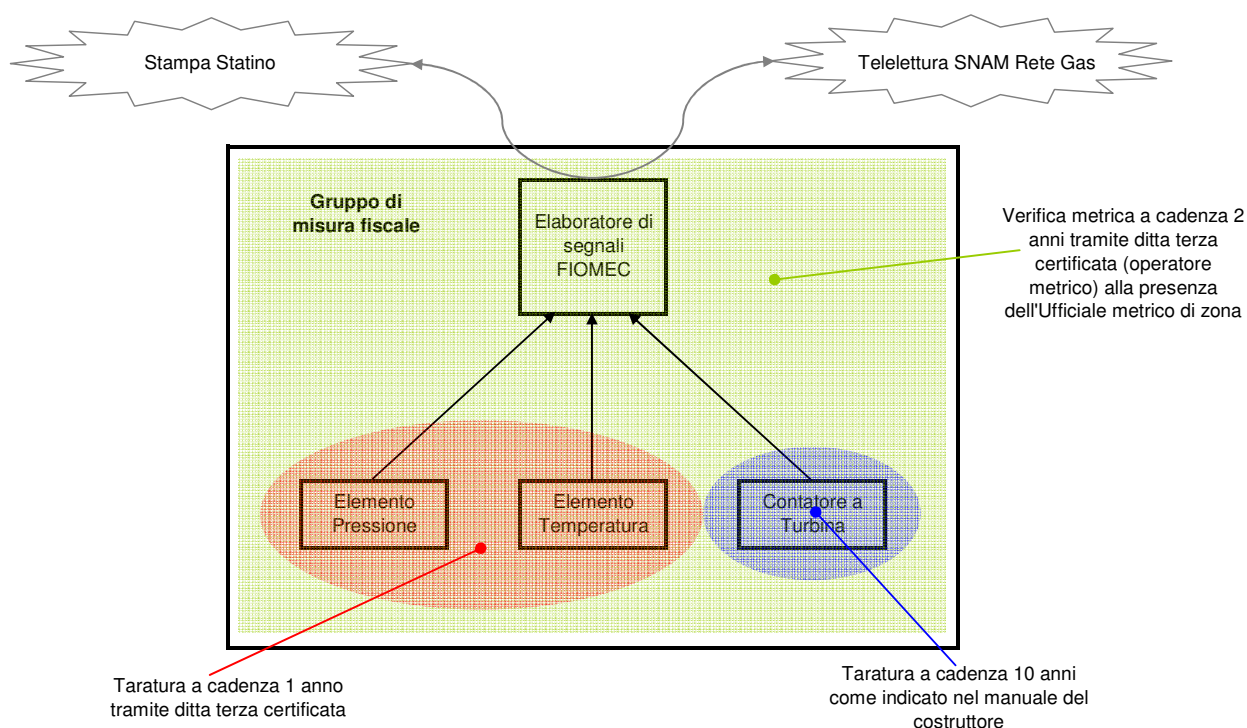 Stampa Statino
Telelettura SNAM Rete Gas
Gruppo di
misura fiscale
Elaboratore di
segnali
FIOMEC
Verifica metrica a cadenza 2
anni tramite ditta terza
certificata (operatore
metrico) alla presenza
dell'Ufficiale metrico di zona
Elemento
Pressione
Elemento
Temperatura
Contatore a
Turbina
Taratura a cadenza 1 anno
tramite ditta terza certificata
Taratura a cadenza 10 anni
come indicato nel manuale del
costruttore